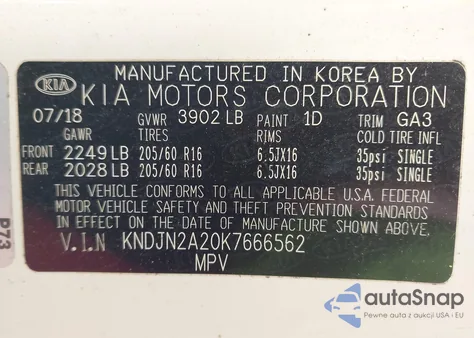 MANUFACTURED IN KOREA BY
KIA KIA MOTORS CORPORATION
07/18 GVWR 3902 LB PAINT 1D TRIM GA3
GAWR TIRES RIMS COLD TIRE INFL
FRONT 2249 LB 205/60 R16 6.5JX16 35psi SINGLE
REAR 2028 LB 205/60 R16 6.5JX16 35psi SINGLE
THIS VEHICLE CONFORMS TO ALL APPLICABLE U.S.A. FEDERAL
MOTOR VEHICLE SAFETY AND THEFT PREVENTION STANDARDS
IN EFFECT ON THE DATE OF MANUFACTURE SHOWN ABOVE.
V.I.N KNDJN2A20K7666562
MPV
P73
autoSnap
Pewne auta z aukcji USA i EU